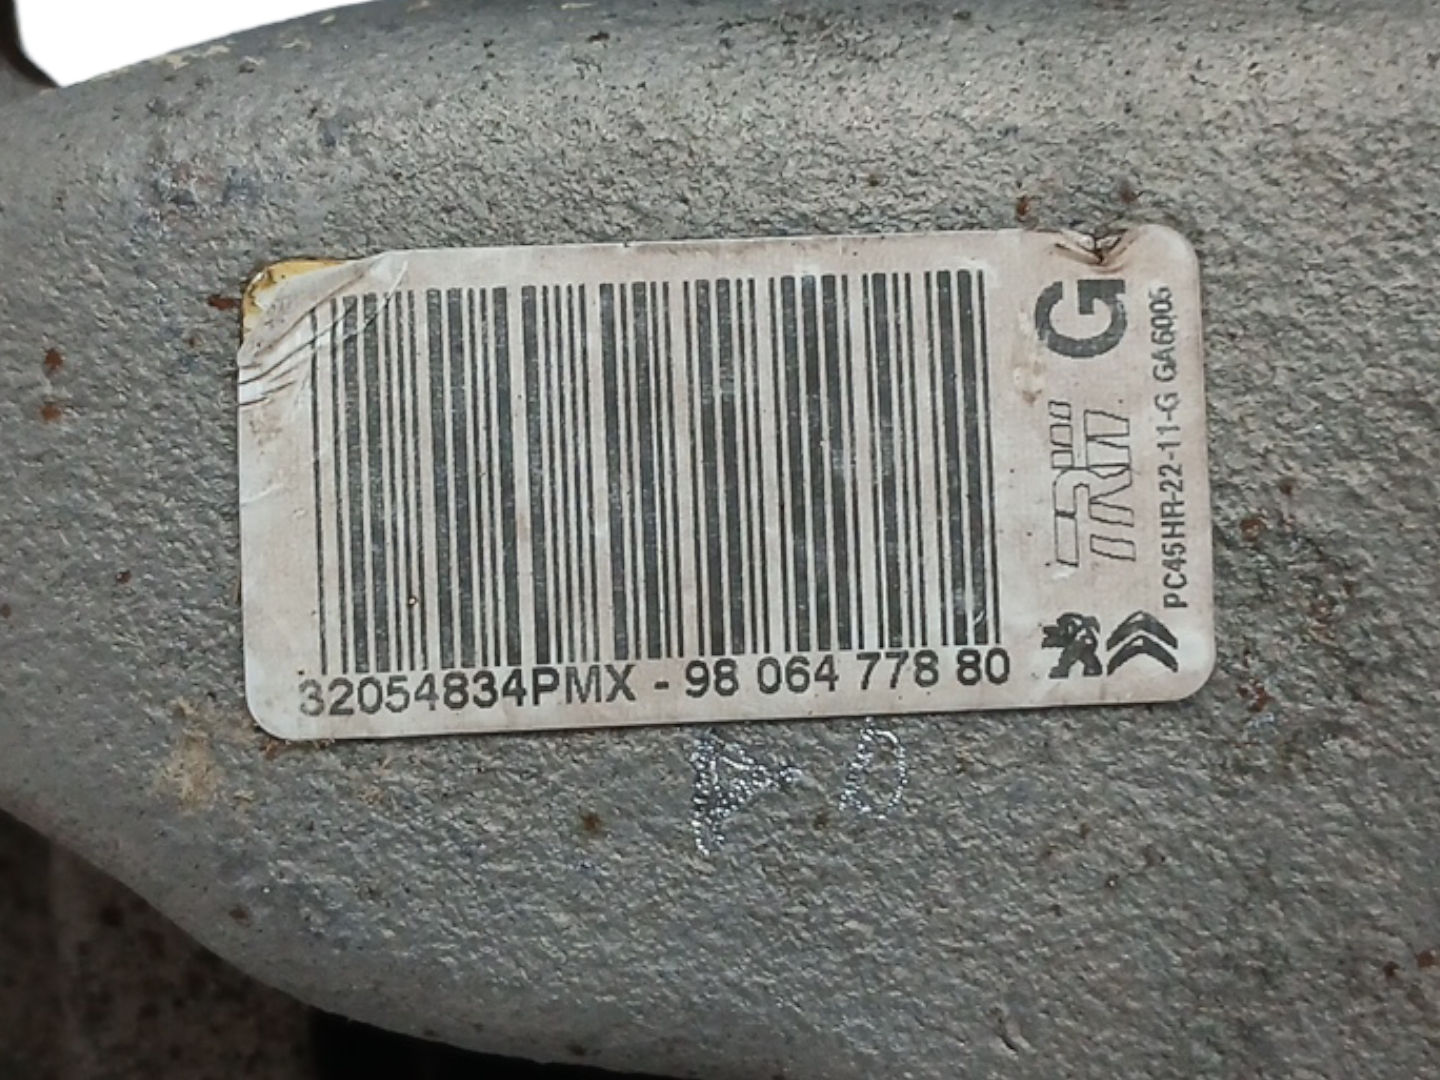 32054834PMX - 98 064 778 80
G
TRW
PC45HR-22-11-G GA6005